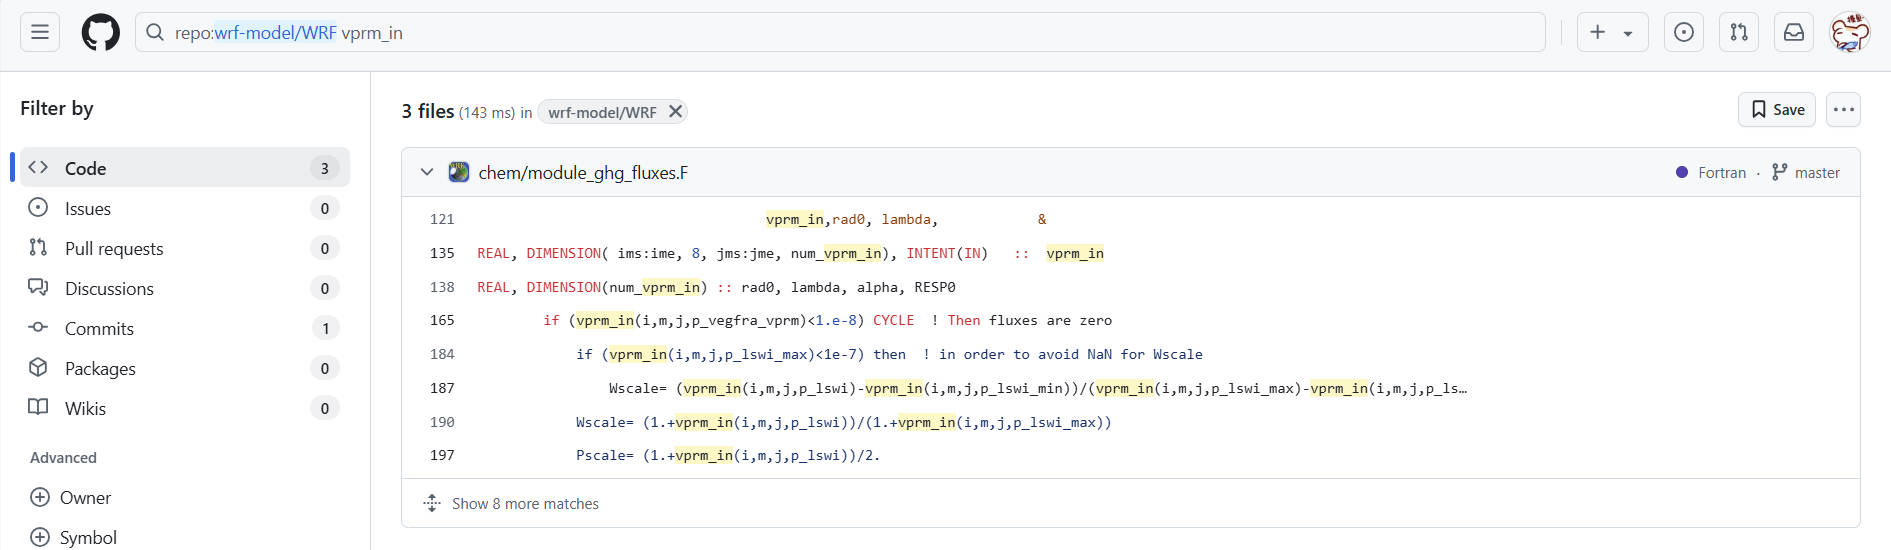 repo:wrf-model/WRF vprm_in
Filter by
Code 3
Issues 0
Pull requests 0
Discussions 0
Commits 1
Packages 0
Wikis 0
Advanced
Owner
Symbol
3 files (143 ms) in wrf-model/WRF
Save
chem/module_ghg_fluxes.F
Fortran · master
121 vprm_in,rad0, lambda, &
135 REAL, DIMENSION( ims:ime, 8, jms:jme, num_vprm_in), INTENT(IN) :: vprm_in
138 REAL, DIMENSION(num_vprm_in) :: rad0, lambda, alpha, RESP0
165 if (vprm_in(i,m,j,p_vegfra_vprm)<1.e-8) CYCLE ! Then fluxes are zero
184 if (vprm_in(i,m,j,p_lswi_max)<1e-7) then ! in order to avoid NaN for Wscale
187 Wscale= (vprm_in(i,m,j,p_lswi)-vprm_in(i,m,j,p_lswi_min))/(vprm_in(i,m,j,p_lswi_max)-vprm_in(i,m,j,p_ls…
190 Wscale= (1.+vprm_in(i,m,j,p_lswi))/(1.+vprm_in(i,m,j,p_lswi_max))
197 Pscale= (1.+vprm_in(i,m,j,p_lswi))/2.
Show 8 more matches